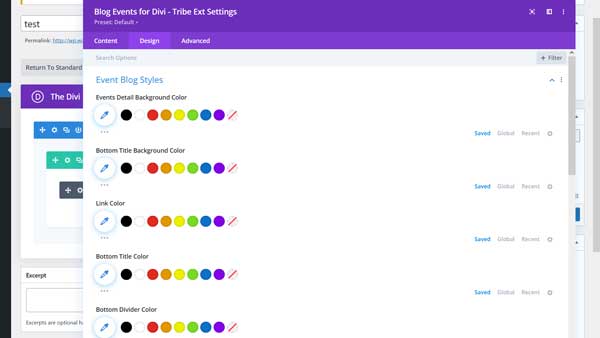 Blog Events for Divi - Tribe Ext Settings
Preset: Default
test
Permalink: http://wp.wa
Content
Design
Advanced
Search Options
+ Filter
Return To Standard
Event Blog Styles
The Divi
Events Detail Background Color
Saved Global Recent
Bottom Title Background Color
Saved Global Recent
Link Color
Saved Global Recent
Bottom Title Color
Excerpt
Saved Global Recent
Bottom Divider Color
Excerpts are optional ha